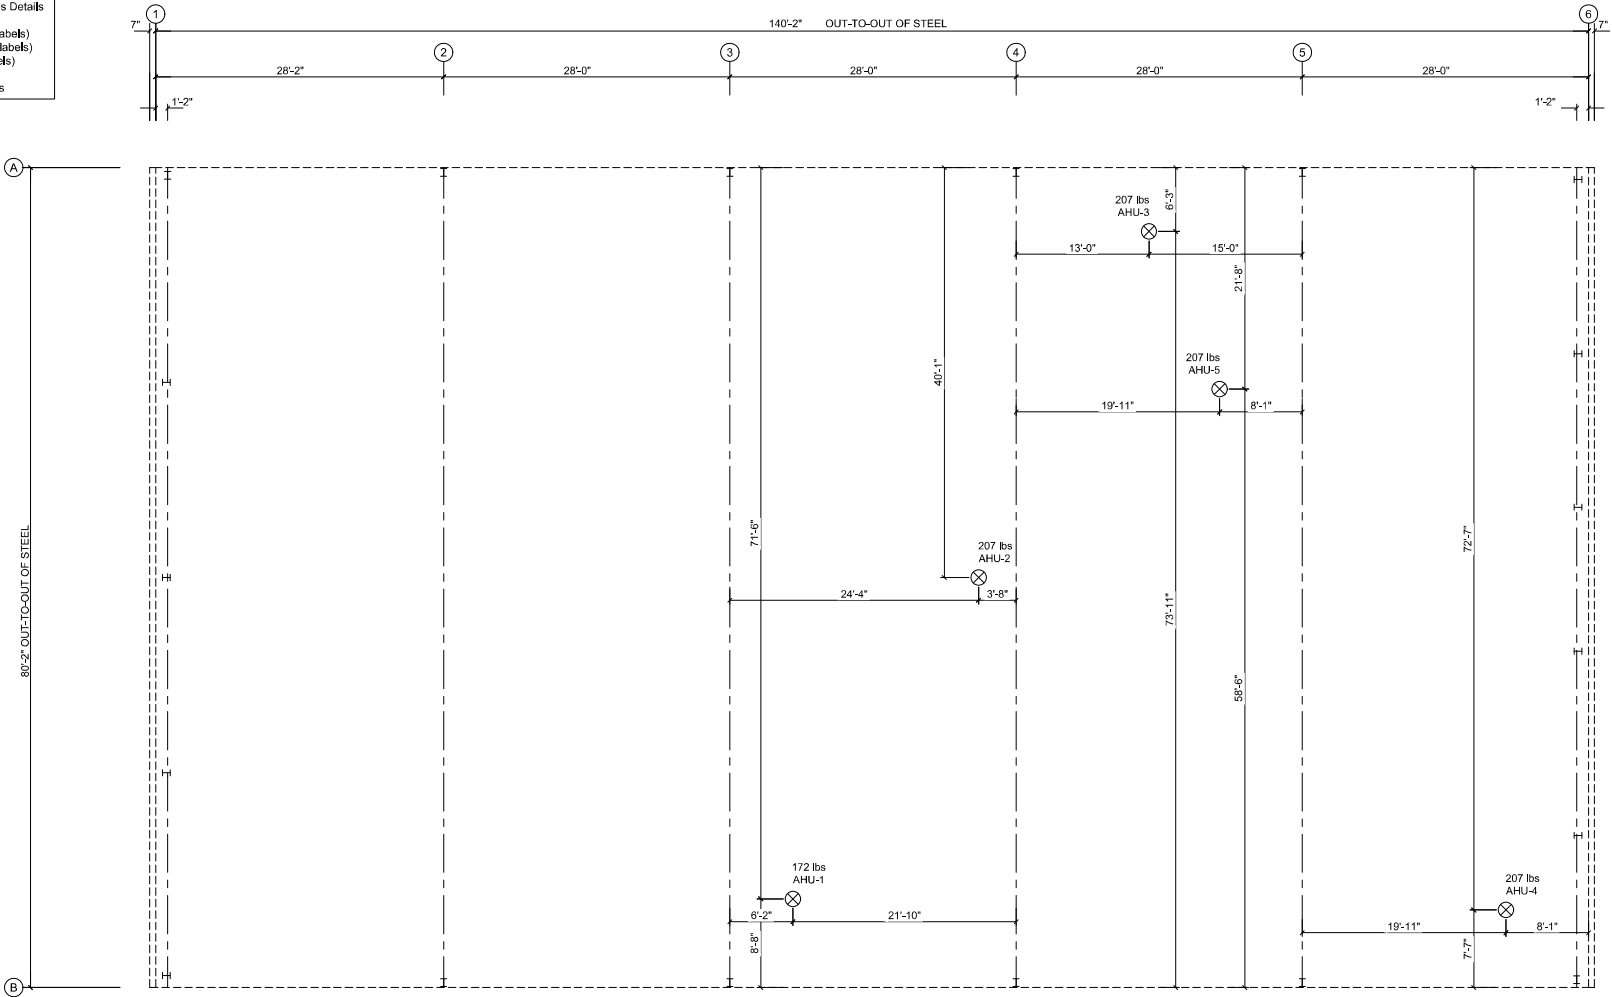 s Details
abels)
labels)
els)
s
1
6
7"
140'-2" OUT-TO-OUT OF STEEL
7"
2
3
4
5
28'-2"
28'-0"
28'-0"
28'-0"
28'-0"
1'-2"
1'-2"
A
207 lbs
AHU-3
6'-3"
13'-0"
15'-0"
21'-8"
207 lbs
AHU-5
40'-1"
19'-11"
8'-1"
80'-2" OUT-TO-OUT OF STEEL
71'-6"
207 lbs
AHU-2
72'-7"
24'-4"
3'-8"
73'-11"
58'-6"
172 lbs
AHU-1
207 lbs
AHU-4
6'-2"
21'-10"
19'-11"
8'-1"
8'-8"
7'-7"
B